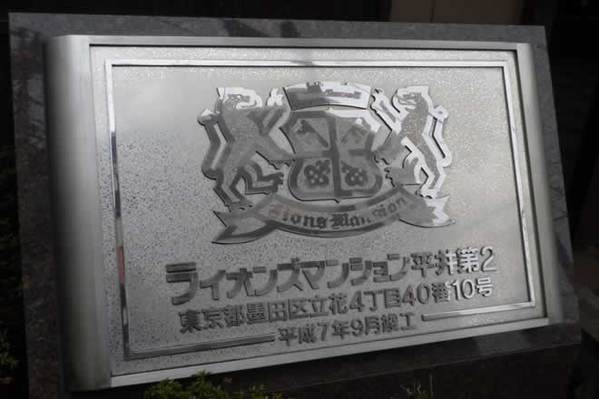 Lions Mansion
ライオンズマンション平井第2
東京都墨田区立花4丁目40番10号
平成7年9月竣工